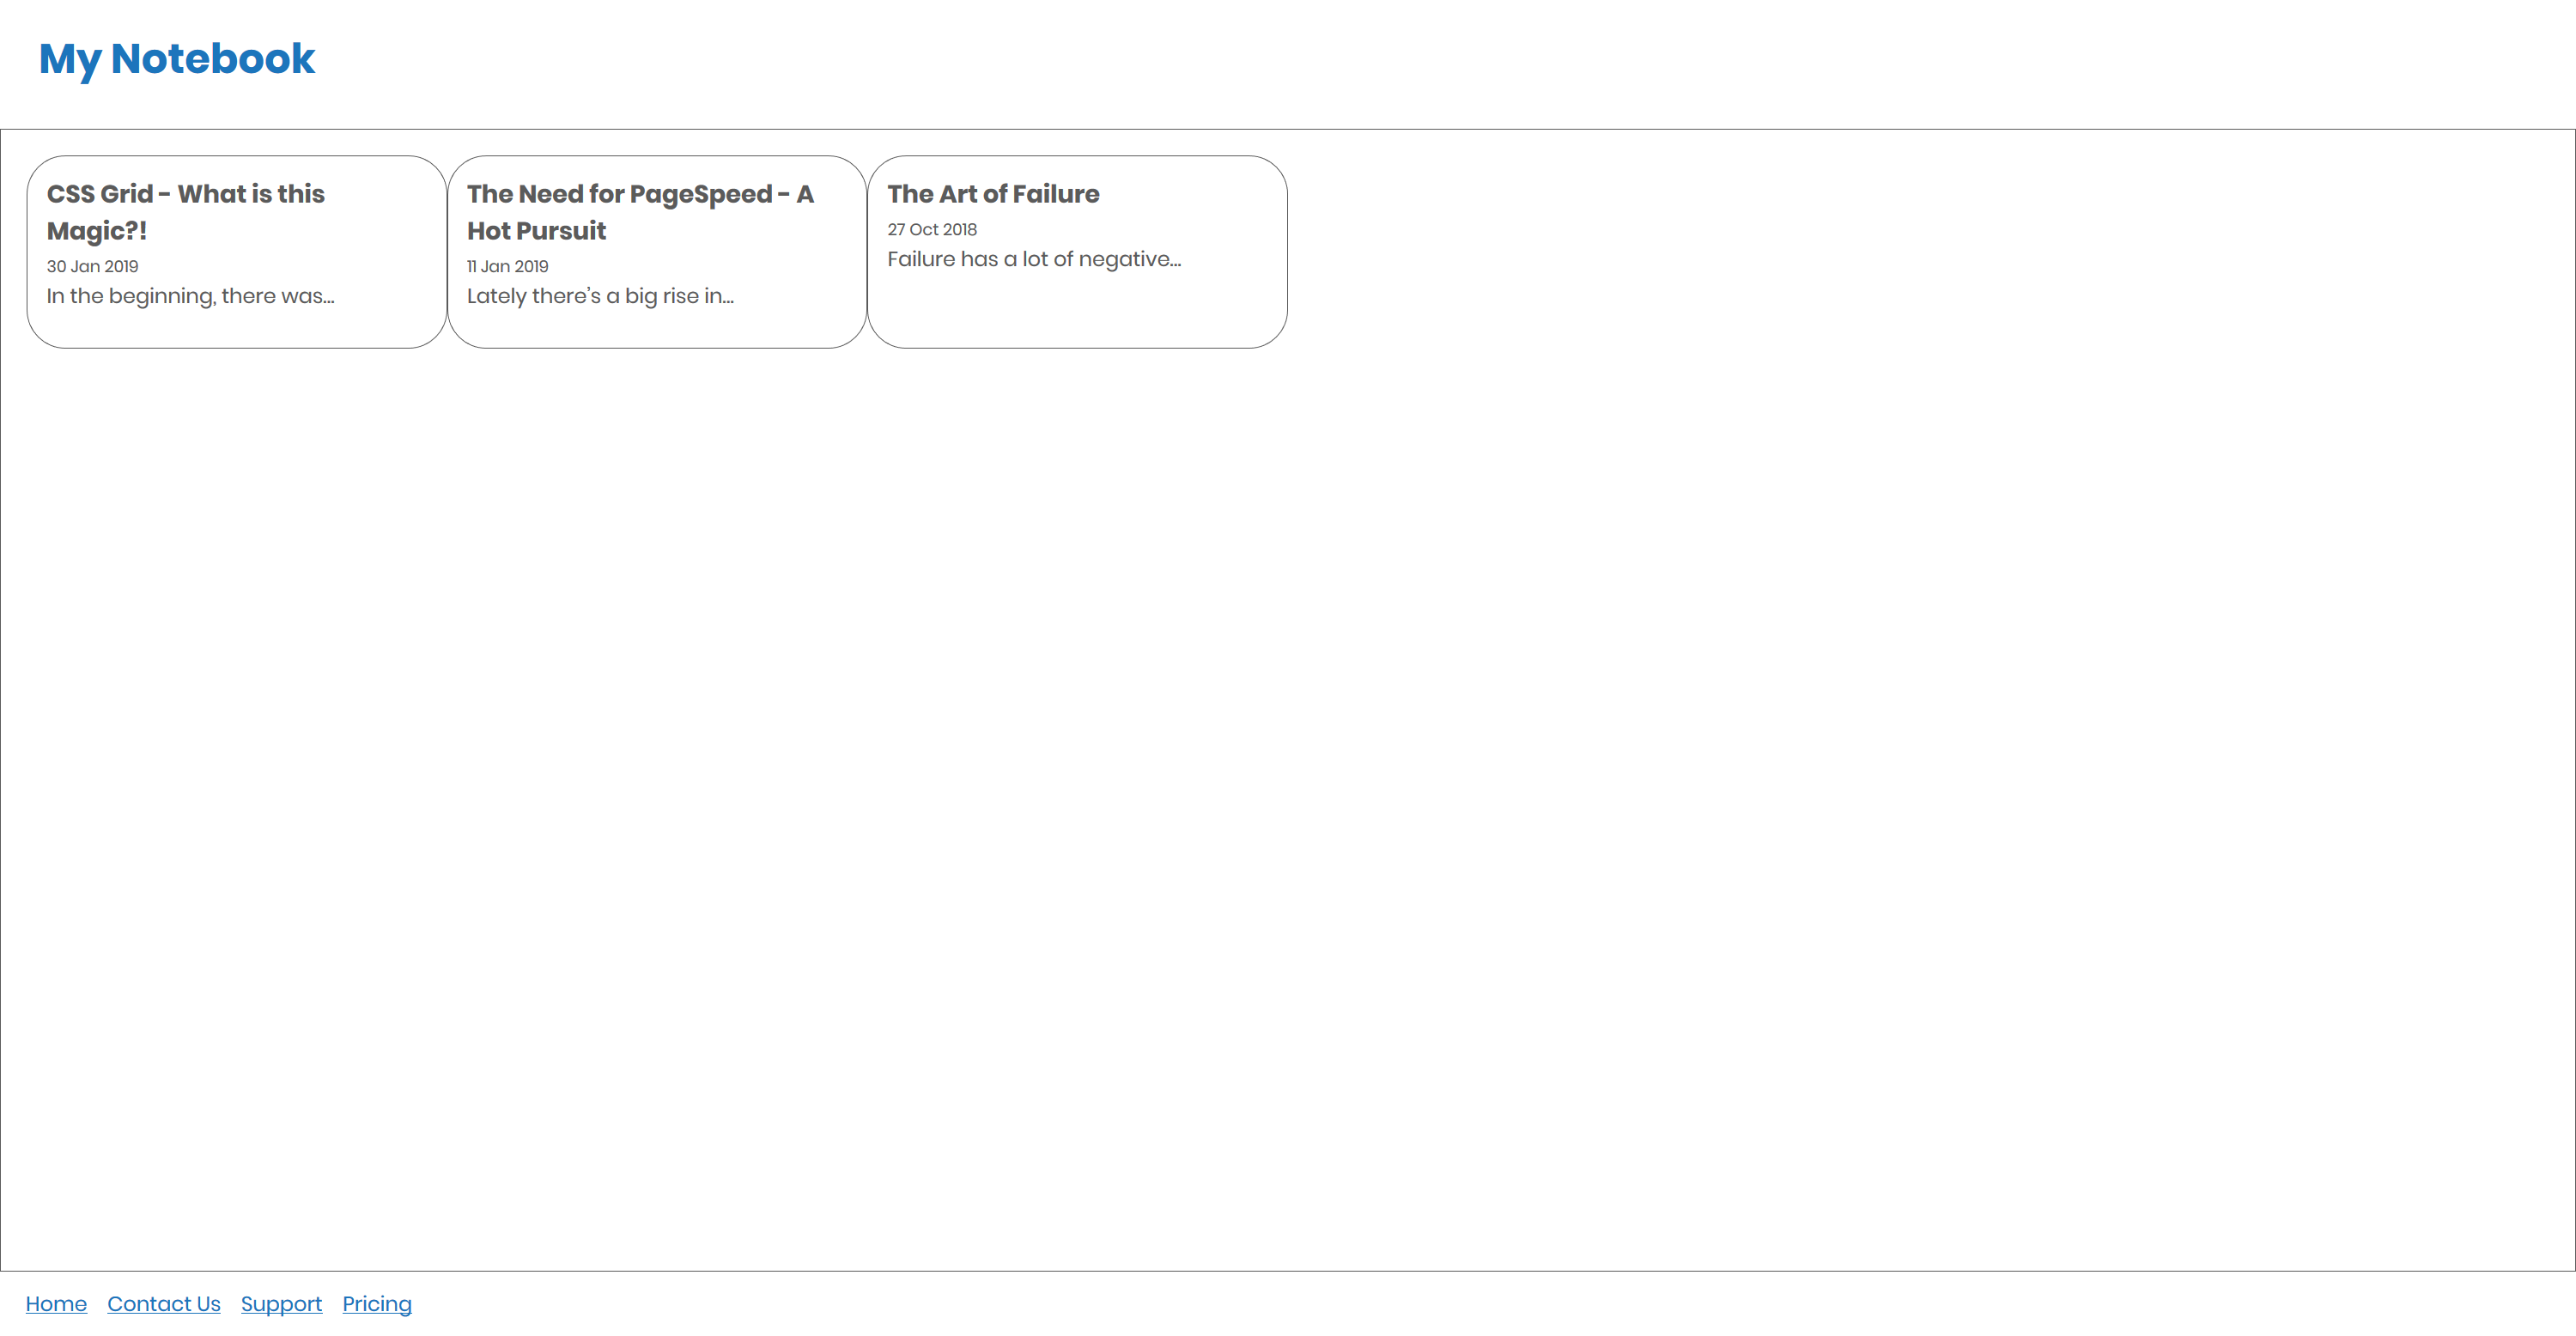 My Notebook
CSS Grid - What is this
Magic?!
30 Jan 2019
In the beginning, there was...
The Need for PageSpeed - A
Hot Pursuit
11 Jan 2019
Lately there's a big rise in...
The Art of Failure
27 Oct 2018
Failure has a lot of negative...
Home Contact Us Support Pricing